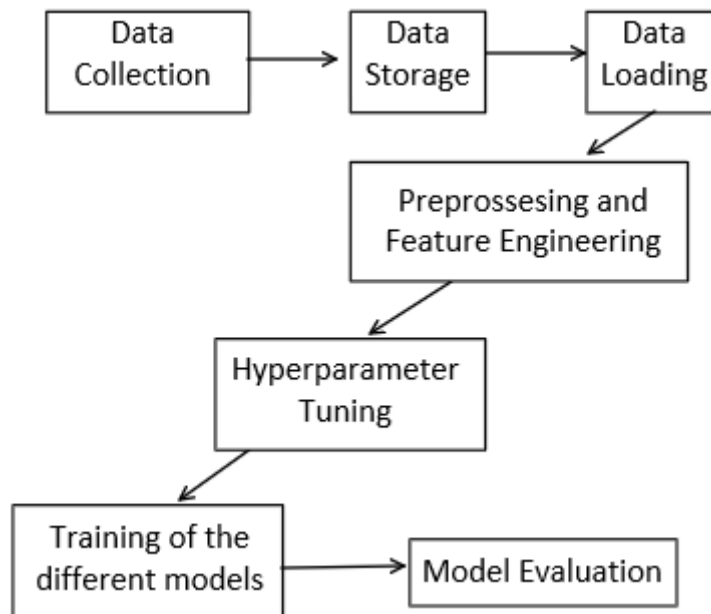 Data
Collection
Data
Storage
Data
Loading
Preprossesing and
Feature Engineering
Hyperparameter
Tuning
Training of the
different models
Model Evaluation